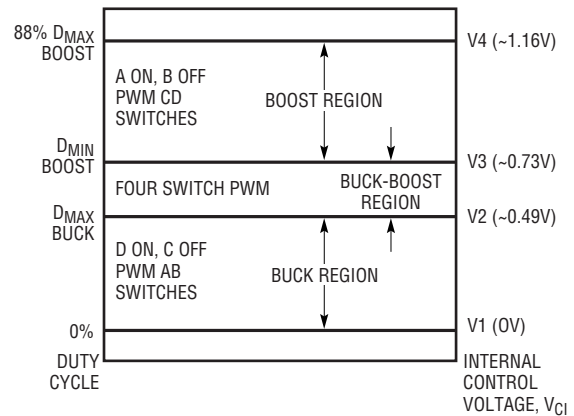 88% DMAX
BOOST
V4 (~1.16V)
A ON, B OFF
PWM CD
SWITCHES
BOOST REGION
DMIN
BOOST
V3 (~0.73V)
FOUR SWITCH PWM
BUCK-BOOST
REGION
DMAX
BUCK
V2 (~0.49V)
D ON, C OFF
PWM AB
SWITCHES
BUCK REGION
0%
V1 (0V)
DUTY
CYCLE
INTERNAL
CONTROL
VOLTAGE, VCI